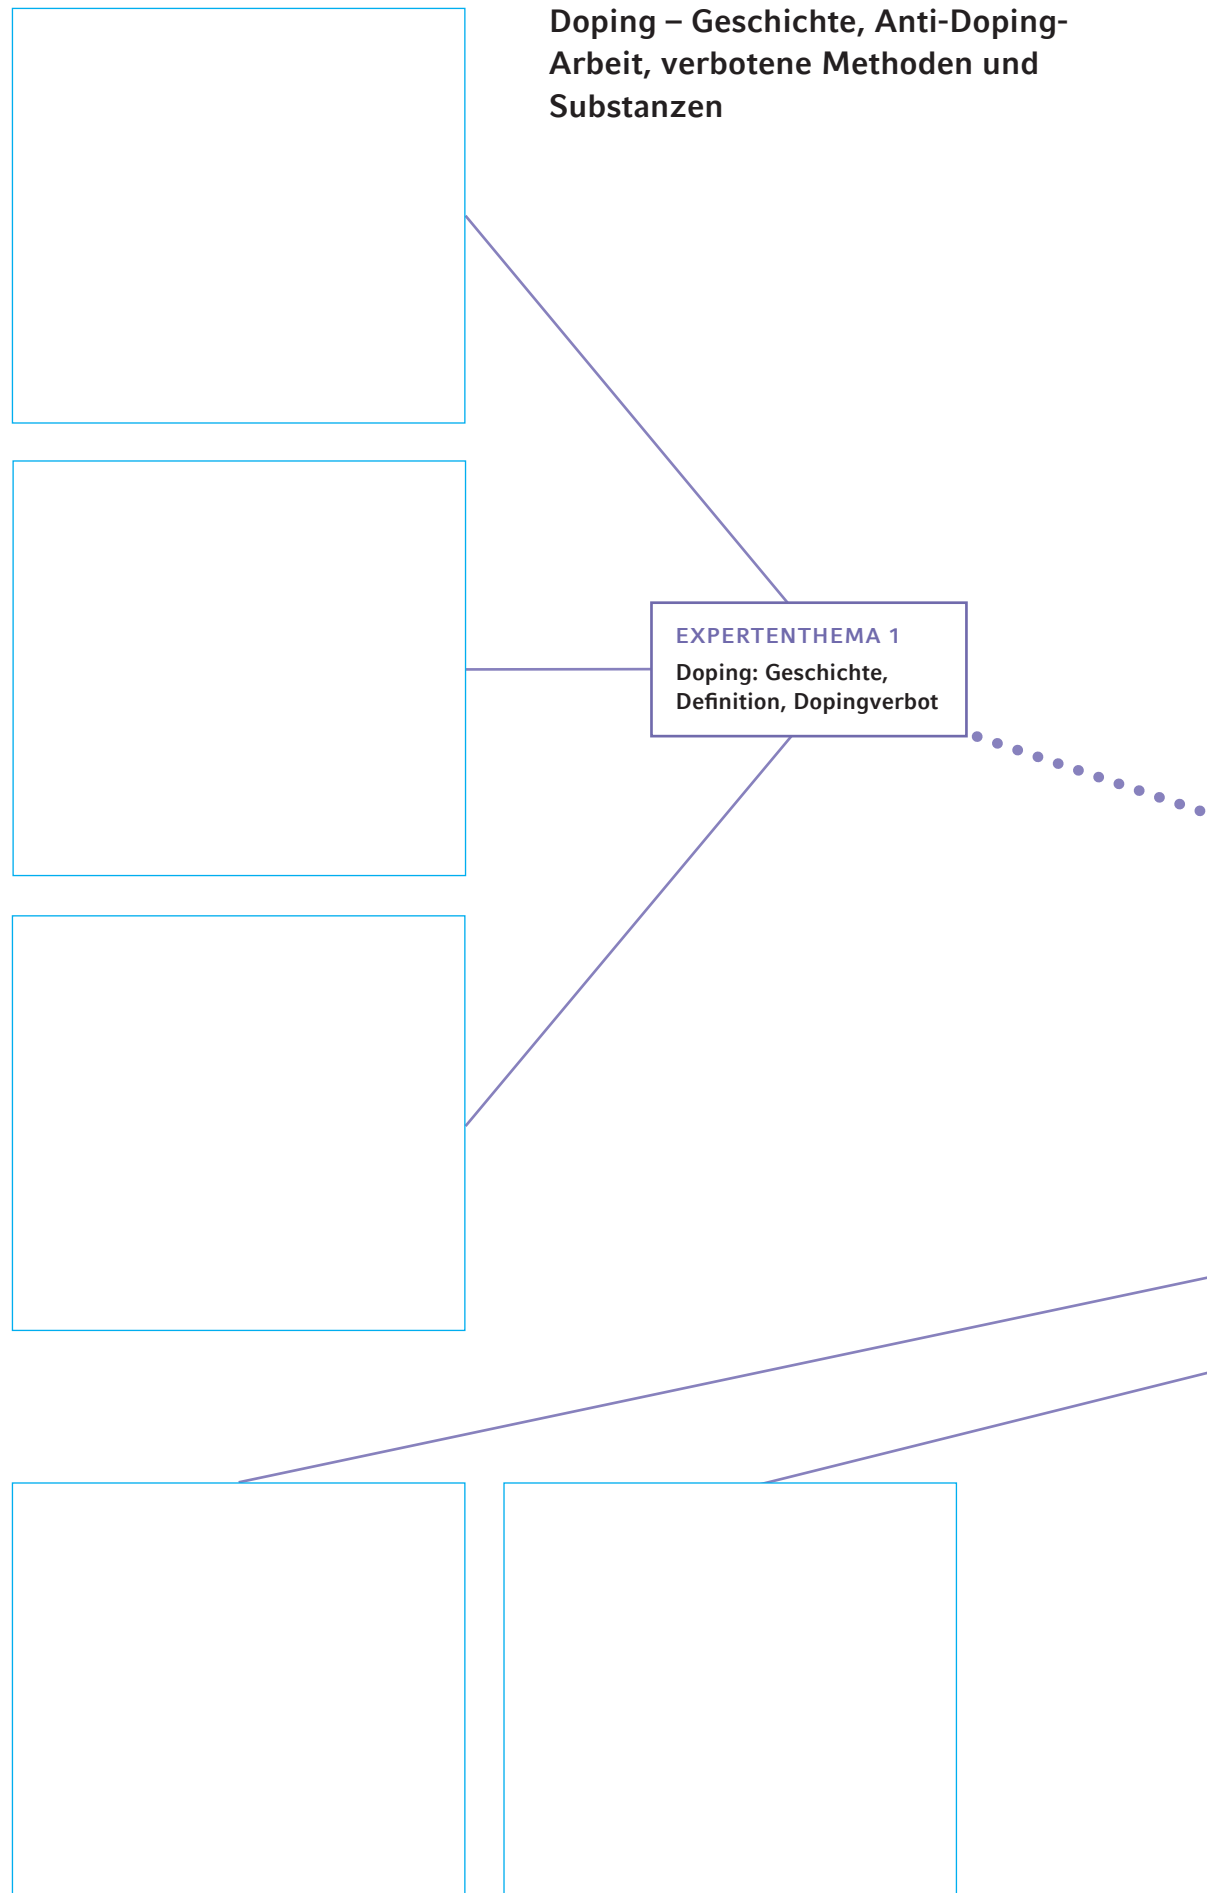 Doping – Geschichte, Anti-Doping-
Arbeit, verbotene Methoden und
Substanzen
EXPERTENTHEMA 1
Doping: Geschichte,
Definition, Dopingverbot